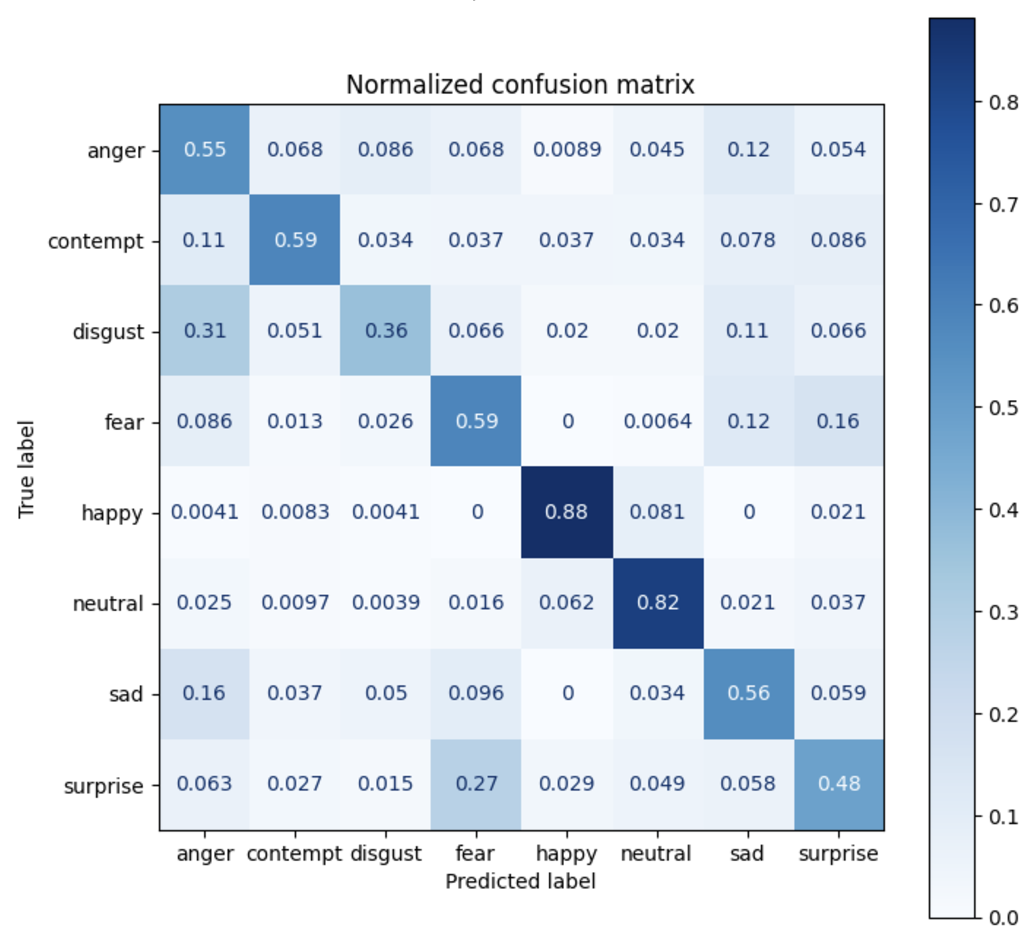 Normalized confusion matrix
anger 0.55 0.068 0.086 0.068 0.0089 0.045 0.12 0.054
contempt 0.11 0.59 0.034 0.037 0.037 0.034 0.078 0.086
disgust 0.31 0.051 0.36 0.066 0.02 0.02 0.11 0.066
fear 0.086 0.013 0.026 0.59 0 0.0064 0.12 0.16
happy 0.0041 0.0083 0.0041 0 0.88 0.081 0 0.021
neutral 0.025 0.0097 0.0039 0.016 0.062 0.82 0.021 0.037
sad 0.16 0.037 0.05 0.096 0 0.034 0.56 0.059
surprise 0.063 0.027 0.015 0.27 0.029 0.049 0.058 0.48
anger contempt disgust fear happy neutral sad surprise
Predicted label
True label
0.8
0.7
0.6
0.5
0.4
0.3
0.2
0.1
0.0